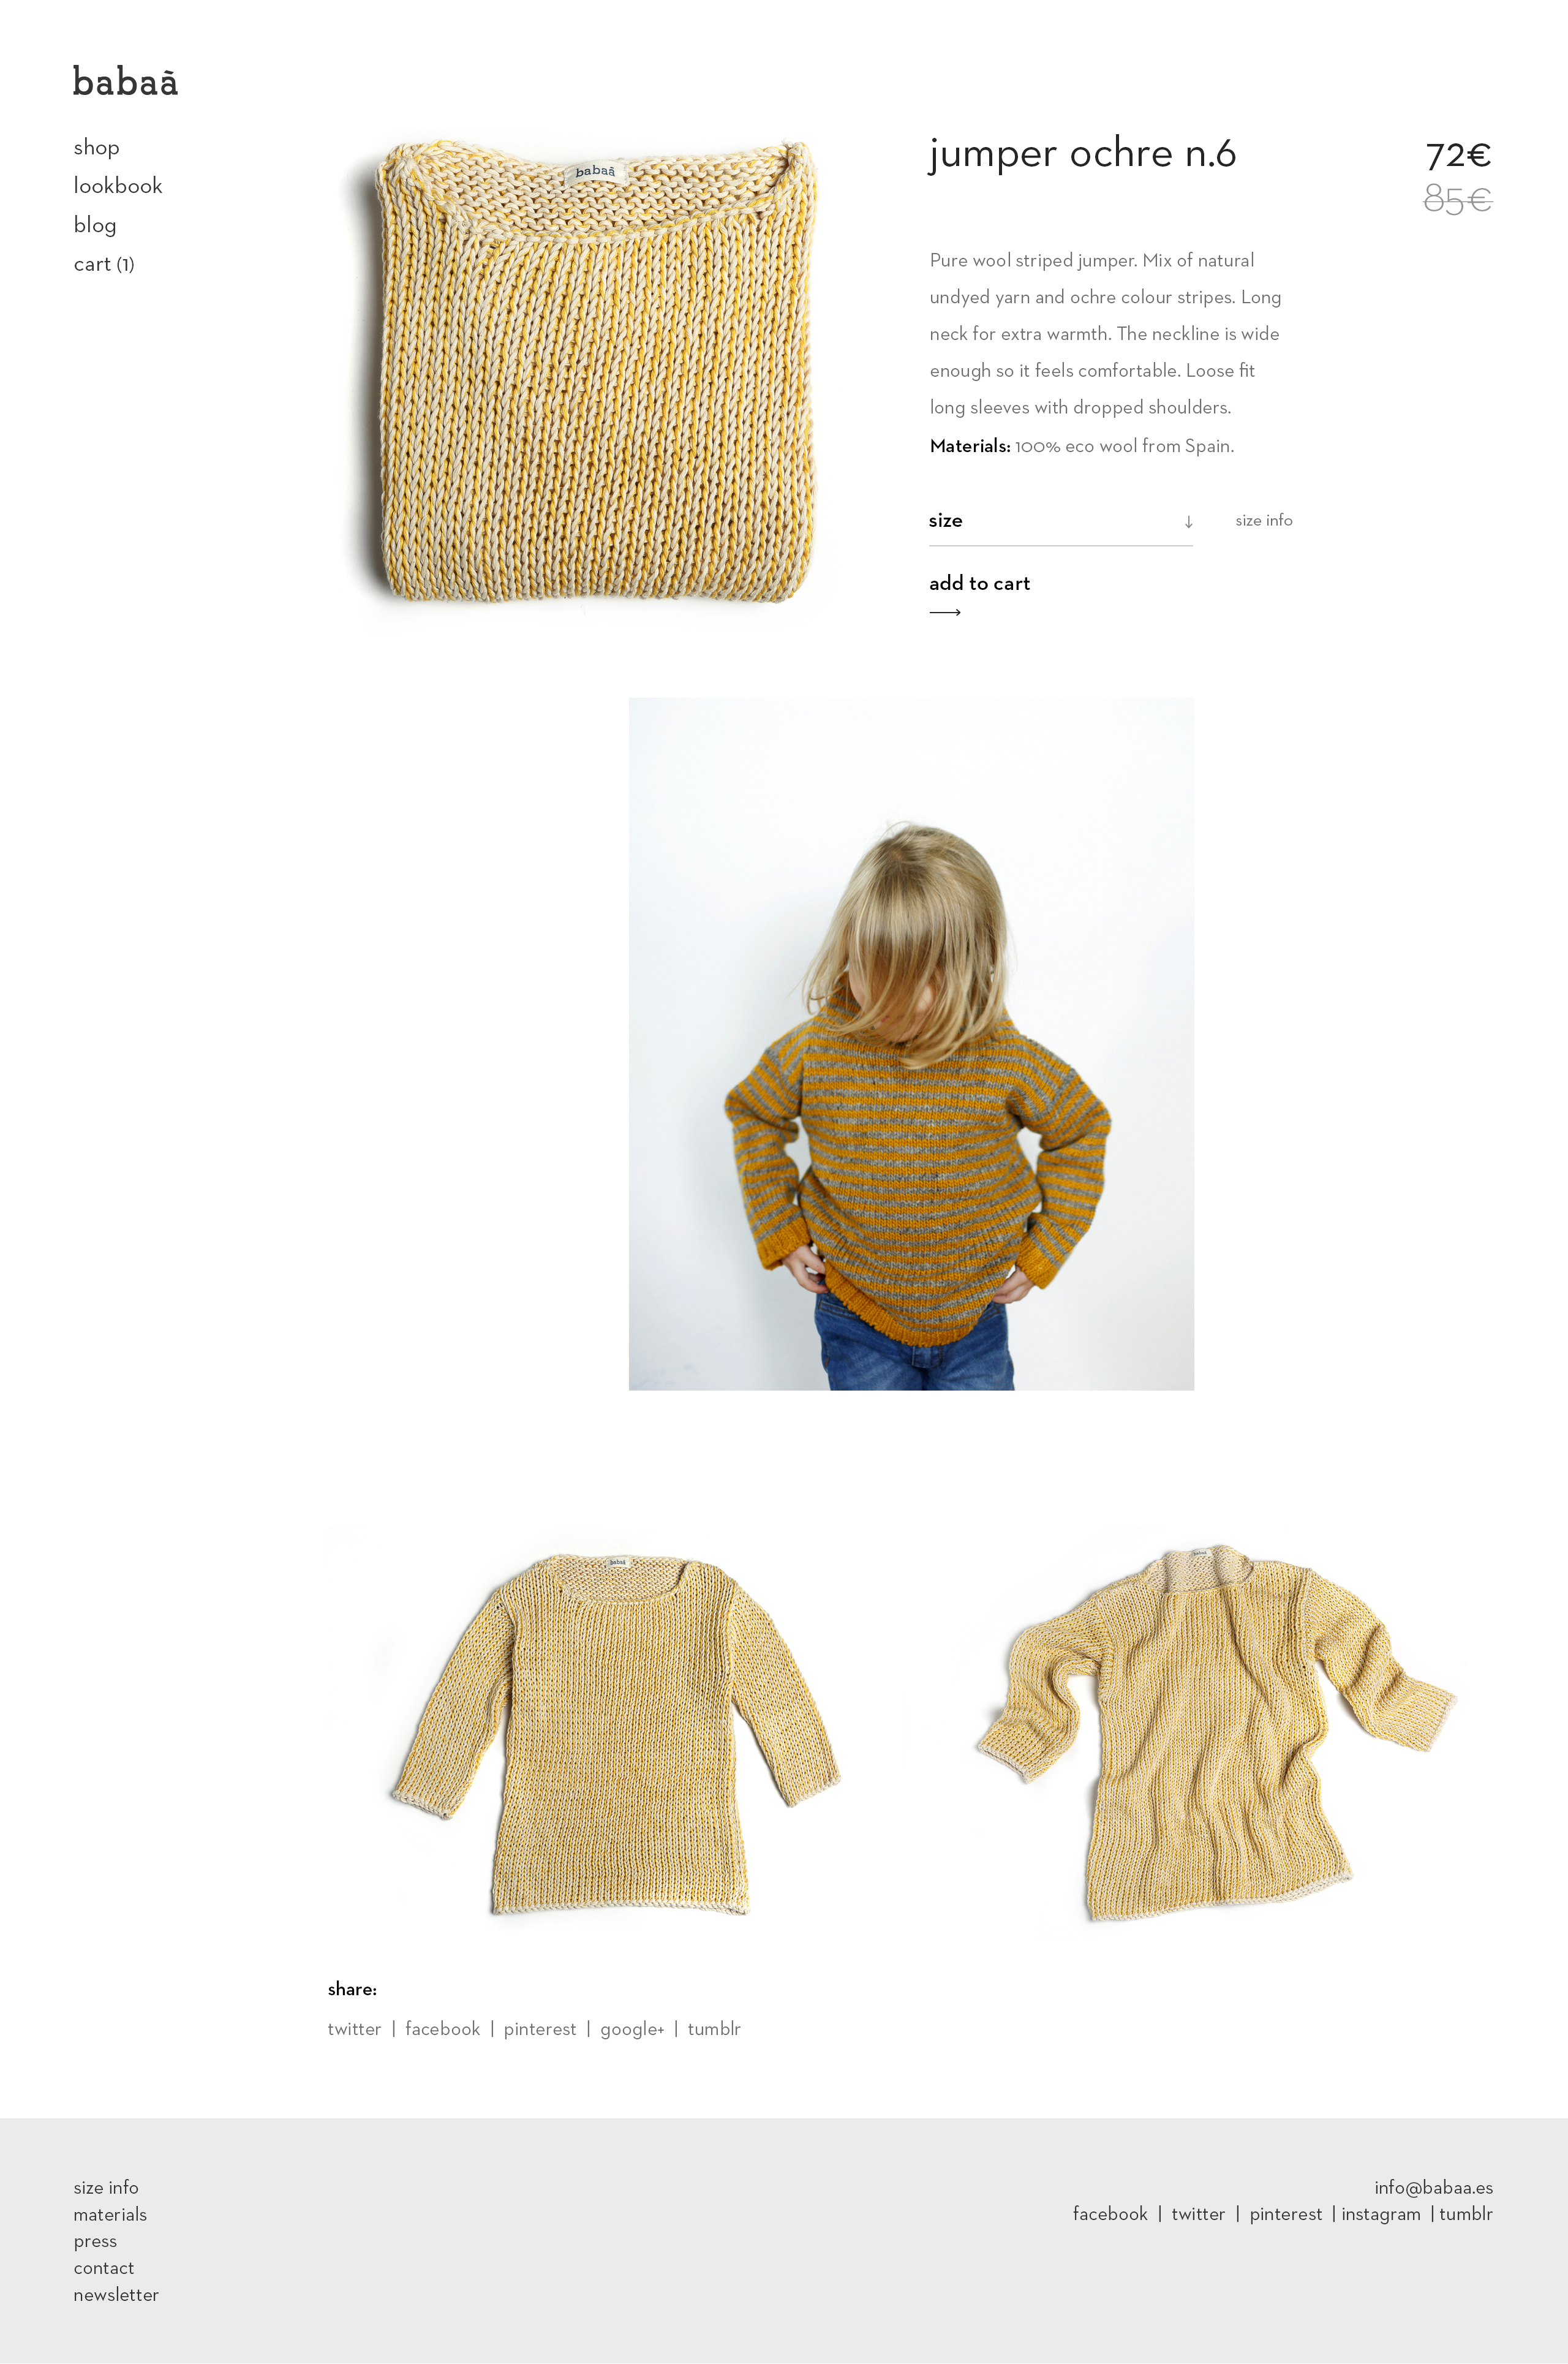 babaà
shop
lookbook
blog
cart (1)
babaà
jumper ochre n.6
72€
85€
Pure wool striped jumper. Mix of natural
undyed yarn and ochre colour stripes. Long
neck for extra warmth. The neckline is wide
enough so it feels comfortable. Loose fit
long sleeves with dropped shoulders.
Materials: 100% eco wool from Spain.
size ↓ size info
add to cart
⟶
babaà
babaà
share:
twitter | facebook | pinterest | google+ | tumblr
size info
materials
press
contact
newsletter
info@babaa.es
facebook | twitter | pinterest | instagram | tumblr